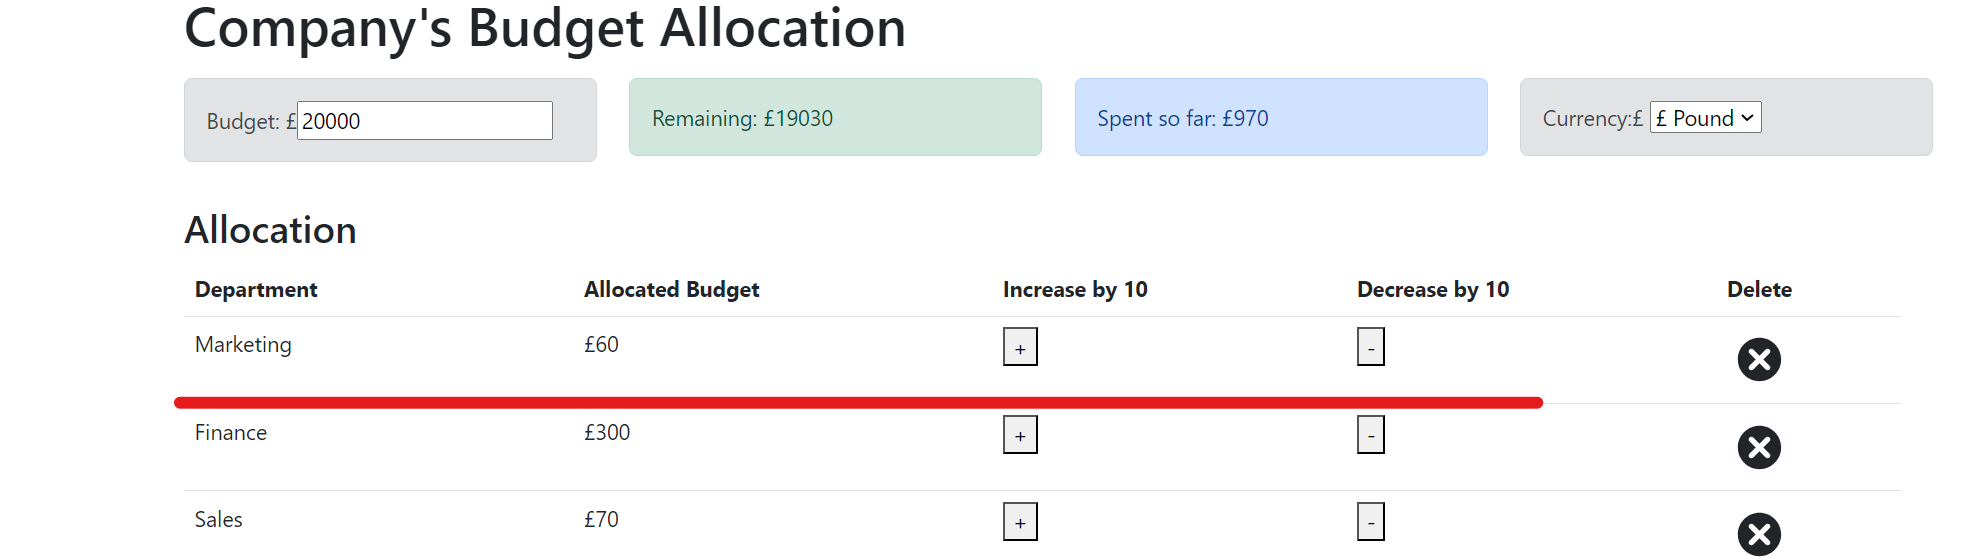 Company's Budget Allocation
Budget: £ 20000
Remaining: £19030
Spent so far: £970
Currency:£ £ Pound
Allocation
Department Allocated Budget Increase by 10 Decrease by 10 Delete
Marketing £60 + -
Finance £300 + -
Sales £70 + -